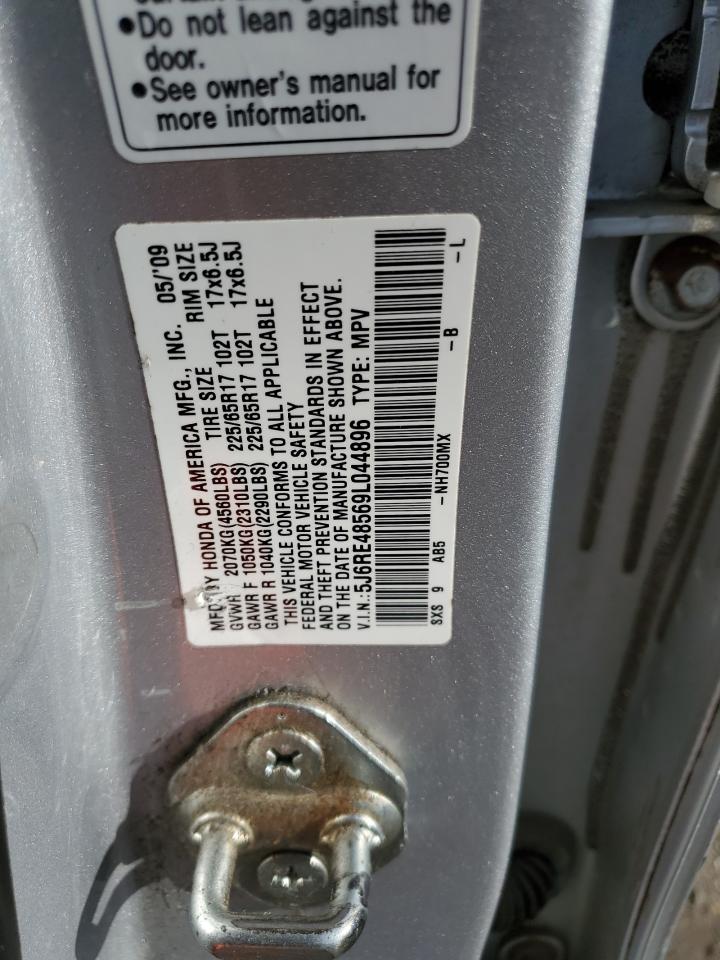 •Do not lean against the
door.
•See owner's manual for
more information.
MFD BY HONDA OF AMERICA MFG., INC. 05/'09
TIRE SIZE RIM SIZE
GVWR 2070KG(4560LBS) 225/65R17 102T 17x6.5J
GAWR F 1050KG(2310LBS) 225/65R17 102T 17x6.5J
GAWR R 1040KG(2290LBS)
THIS VEHICLE CONFORMS TO ALL APPLICABLE
FEDERAL MOTOR VEHICLE SAFETY
AND THEFT PREVENTION STANDARDS IN EFFECT
ON THE DATE OF MANUFACTURE SHOWN ABOVE.
V.I.N.:5J6RE48569L044896 TYPE: MPV
SXS 9 AB5 -NH700MX -B -L